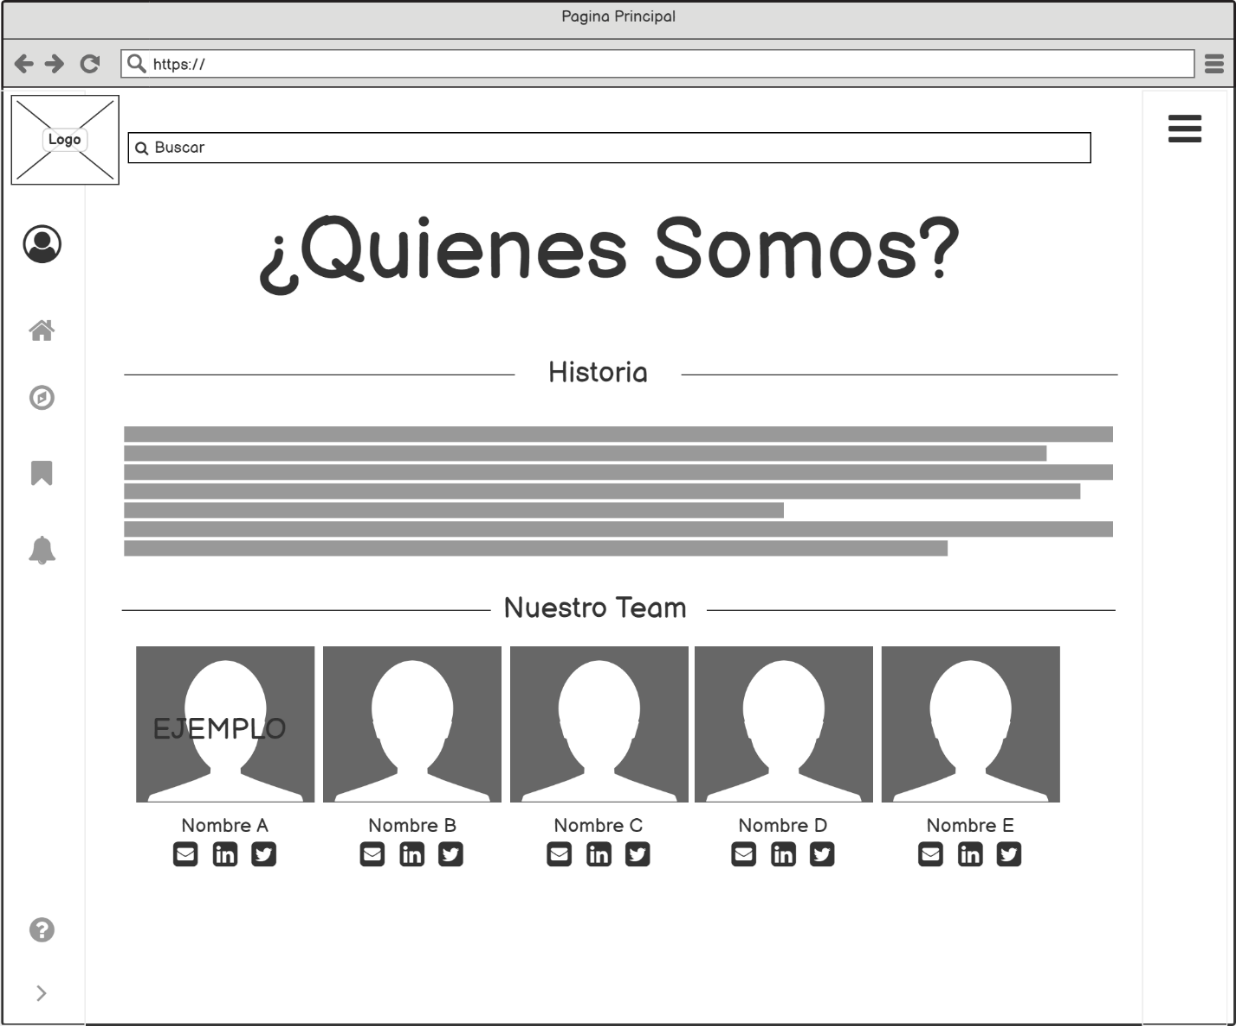 Pagina Principal
https://
Logo
Buscar
¿Quienes Somos?
Historia
Nuestro Team
EJEMPLO
Nombre A
Nombre B
Nombre C
Nombre D
Nombre E